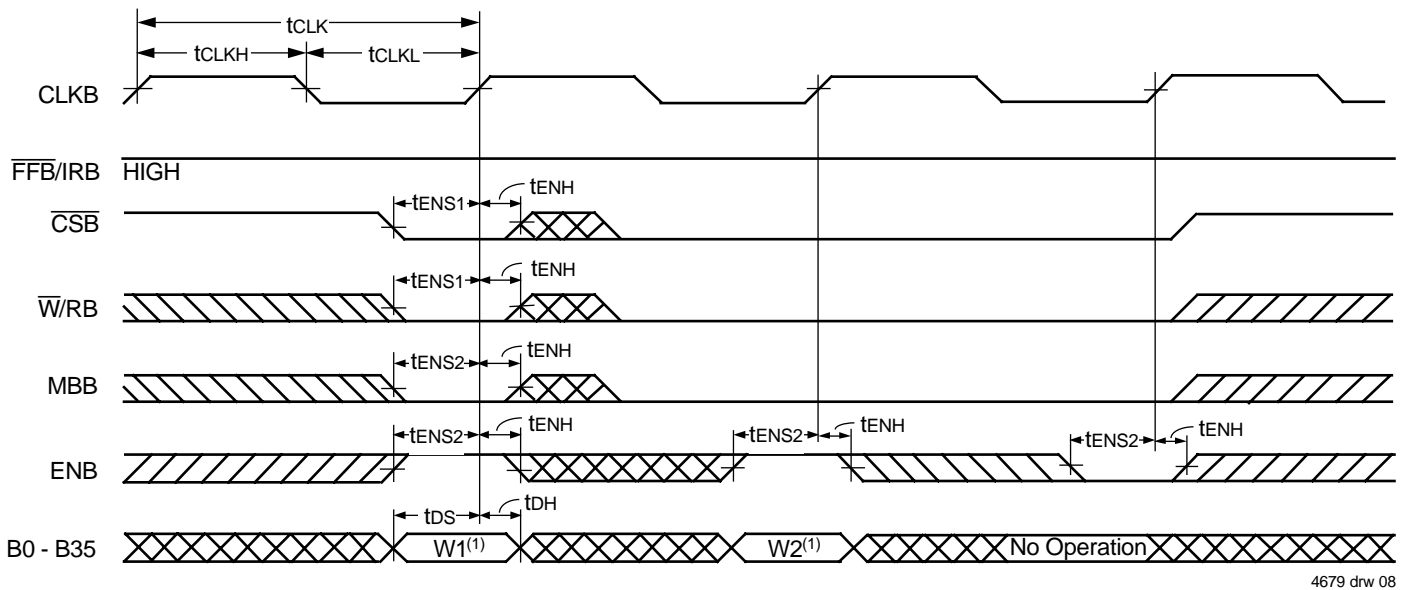 tCLK
tCLKH tCLKL
CLKB
FFB/IRB HIGH
tENS1 tENH
CSB
tENS1 tENH
W/RB
tENS2 tENH
MBB
tENS2 tENH tENS2 tENH tENS2 tENH
ENB
tDS tDH
B0 - B35 W1(1) W2(1) No Operation
4679 drw 08